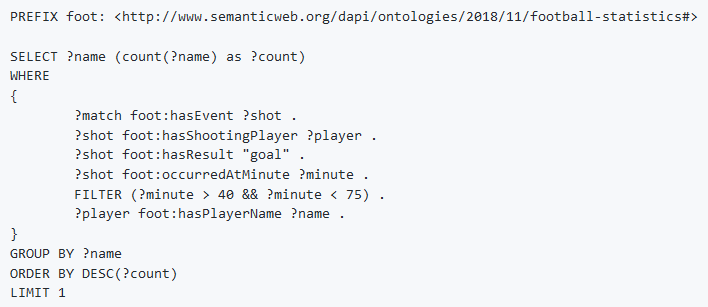 PREFIX foot: <http://www.semanticweb.org/dapi/ontologies/2018/11/football-statistics#>
SELECT ?name (count(?name) as ?count)
WHERE
{
?match foot:hasEvent ?shot .
?shot foot:hasShootingPlayer ?player .
?shot foot:hasResult "goal" .
?shot foot:occurredAtMinute ?minute .
FILTER (?minute > 40 && ?minute < 75) .
?player foot:hasPlayerName ?name .
}
GROUP BY ?name
ORDER BY DESC(?count)
LIMIT 1